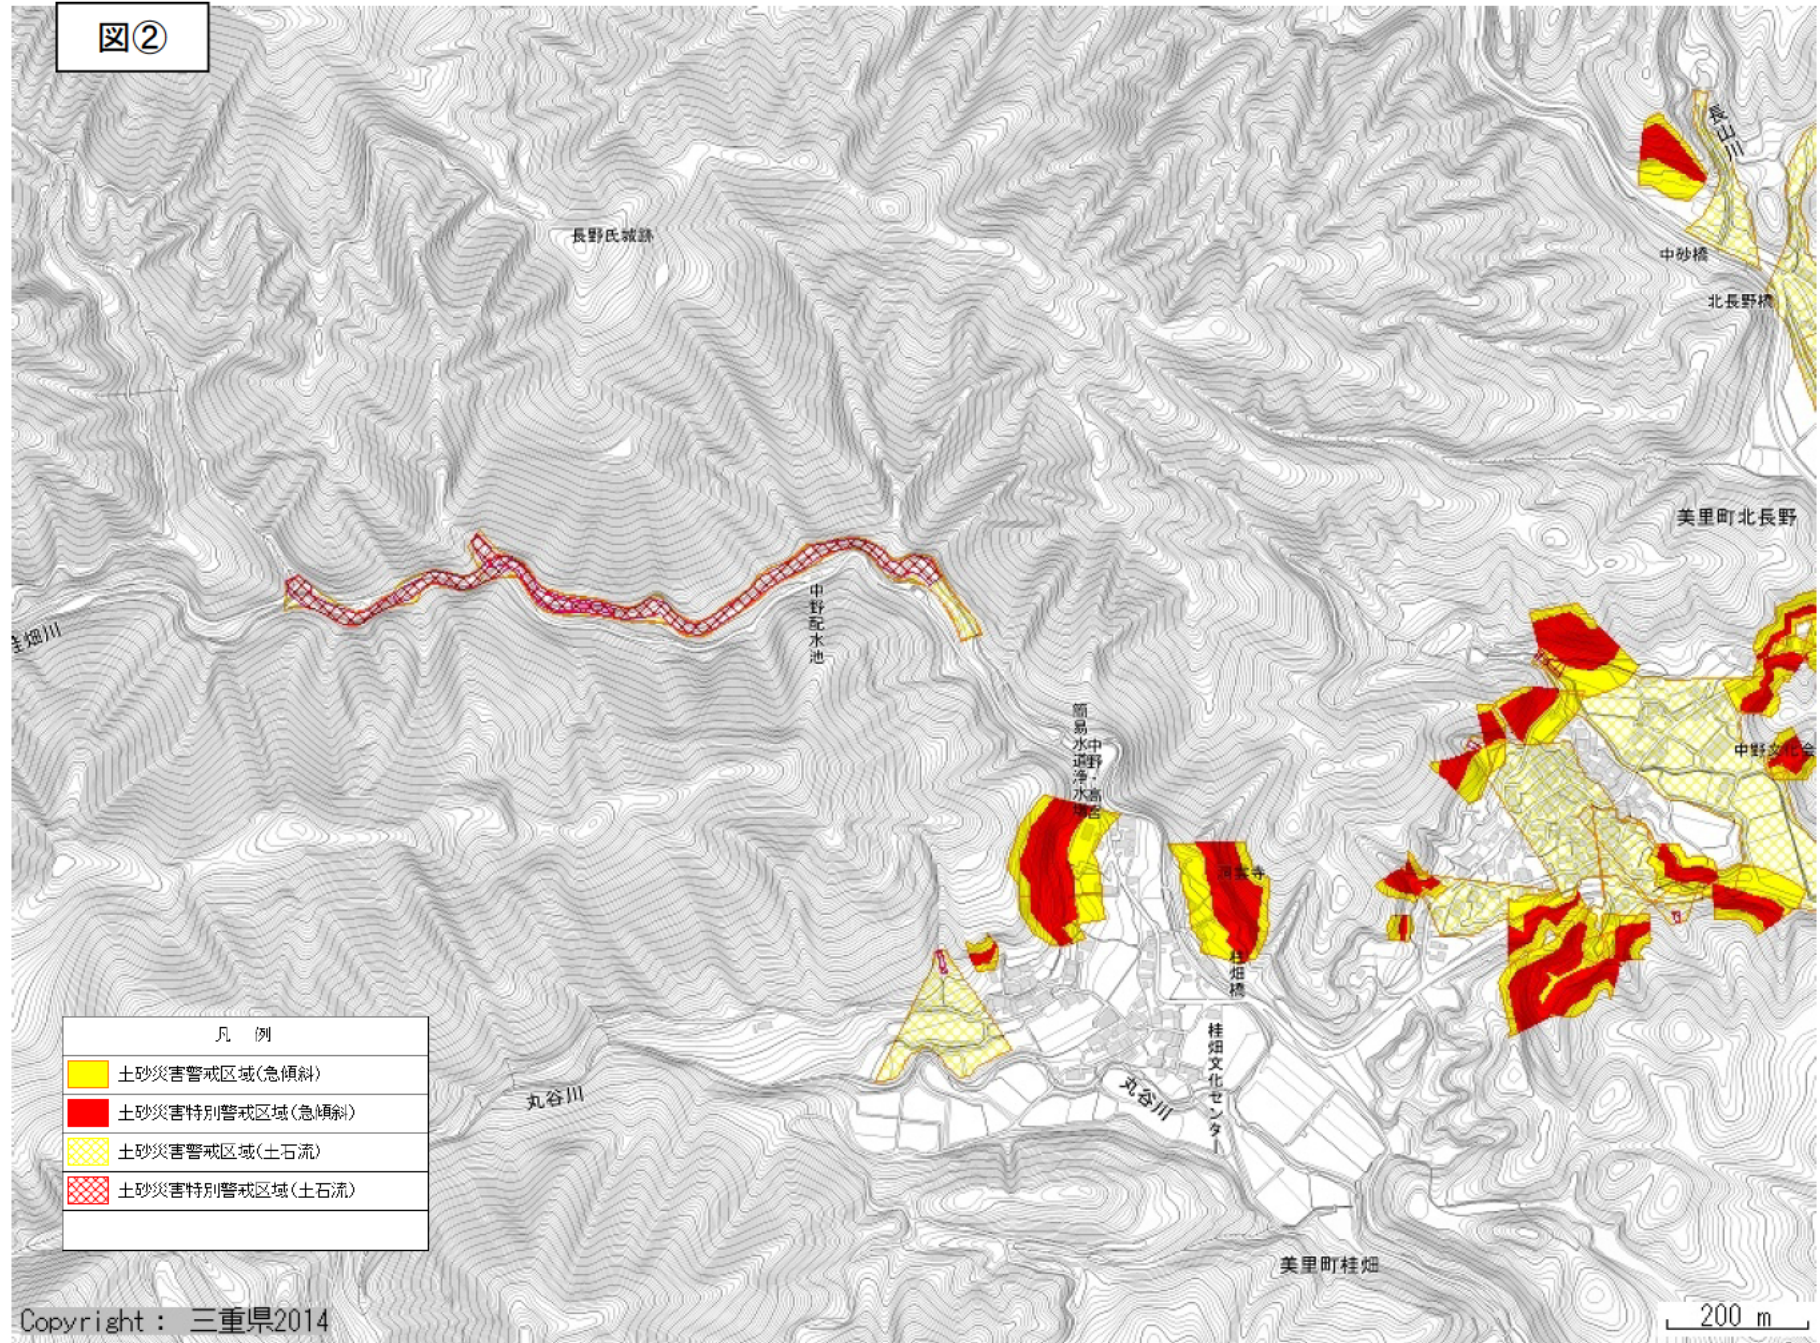 図②
長山川
長野氏城跡
中砂橋
北長野橋
美里町北長野
中野配水池
桂畑川
簡易水道浄水場
中野・高宮
中野文化会
洞雲寺
桂畑橋
桂畑文化センター
丸谷川
丸谷川
美里町桂畑
凡 例
土砂災害警戒区域(急傾斜)
土砂災害特別警戒区域(急傾斜)
土砂災害警戒区域(土石流)
土砂災害特別警戒区域(土石流)
Copyright : 三重県2014
200 m